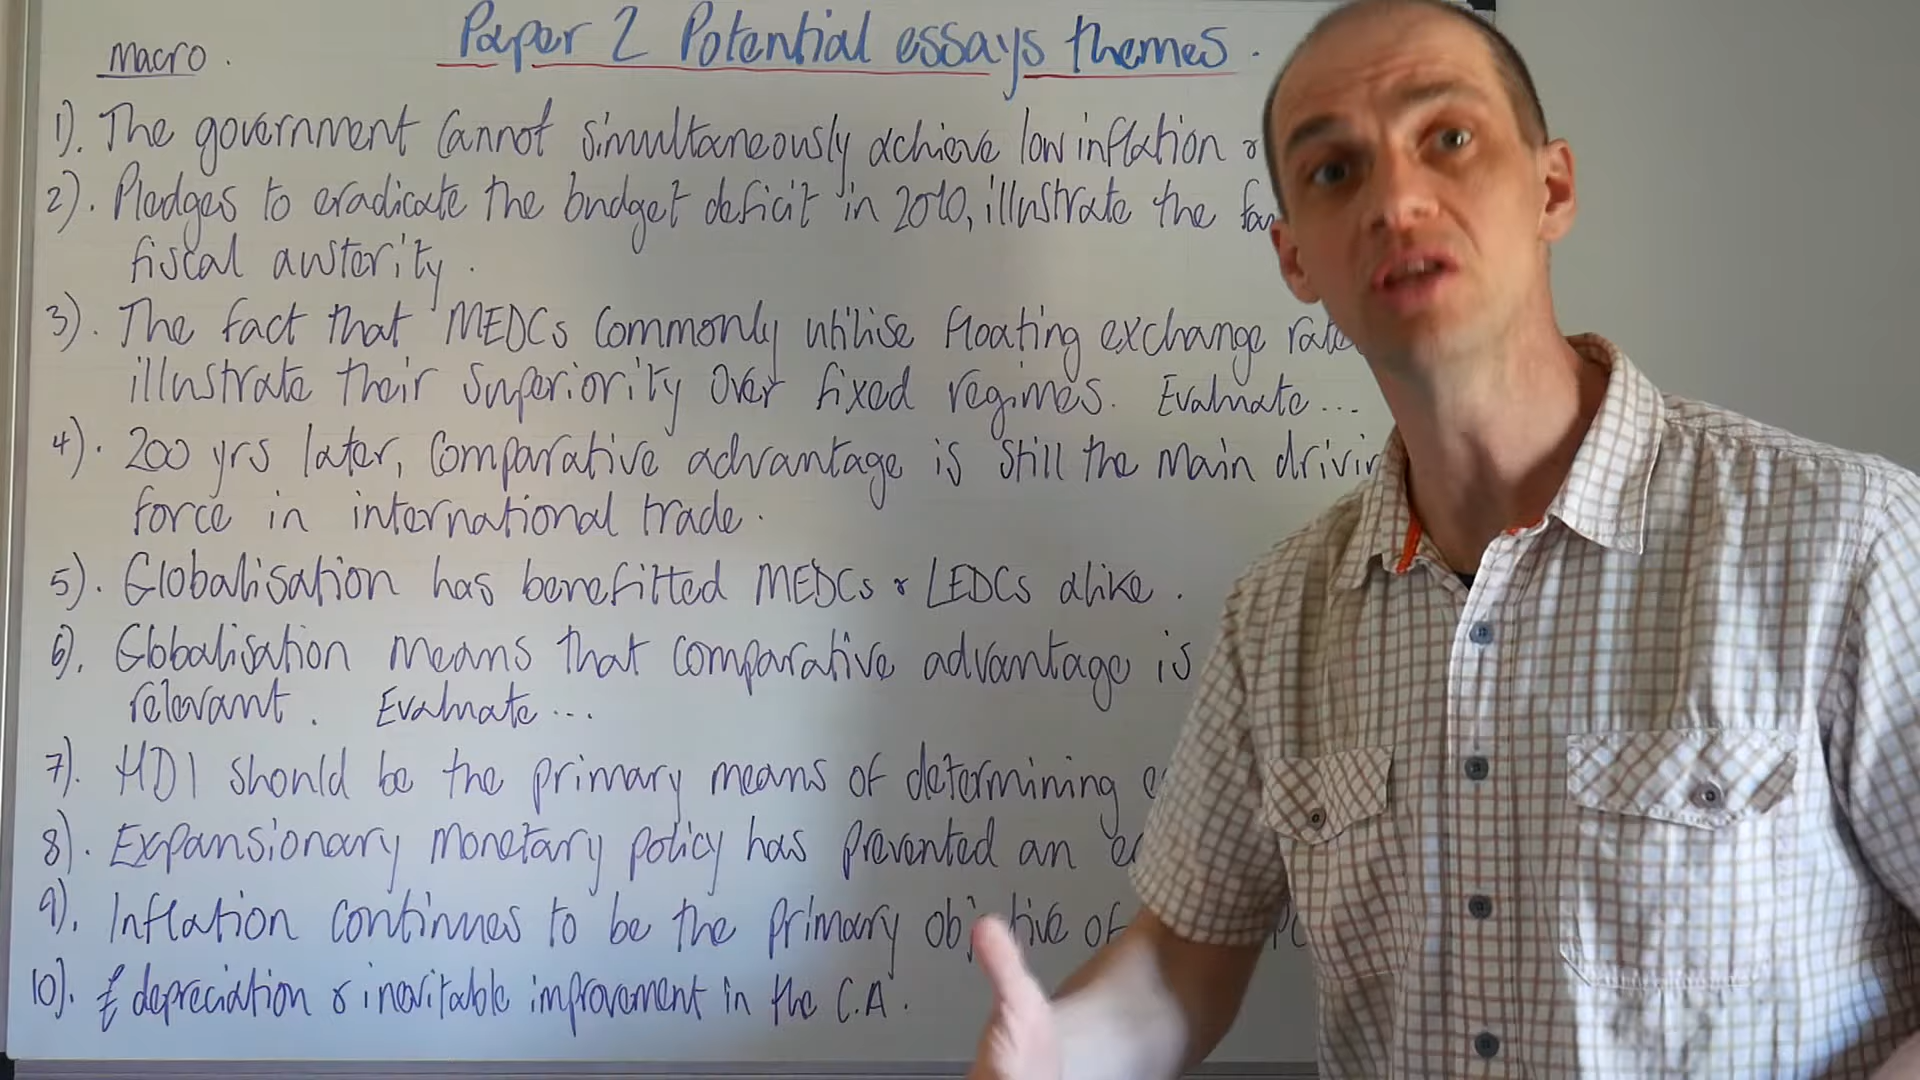 Macro.
Paper 2 Potential essays themes.
1). The government cannot simultaneously achieve low inflation &
2). Pledges to eradicate the budget deficit in 2010, illustrate the
fiscal austerity.
3). The fact that MEDCs commonly utilise floating exchange rate
illustrate their superiority over fixed regimes. Evaluate...
4). 200 yrs later, comparative advantage is still the main
force in international trade.
5). Globalisation has benefitted MEDCs & LEDCs alike.
6). Globalisation means that comparative advantage is
relevant. Evaluate...
7). HDI should be the primary means of determining
8). Expansionary monetary policy has prevented an
9). Inflation continues to be the primary of
10). £ depreciation & inevitable improvement in the C.A.